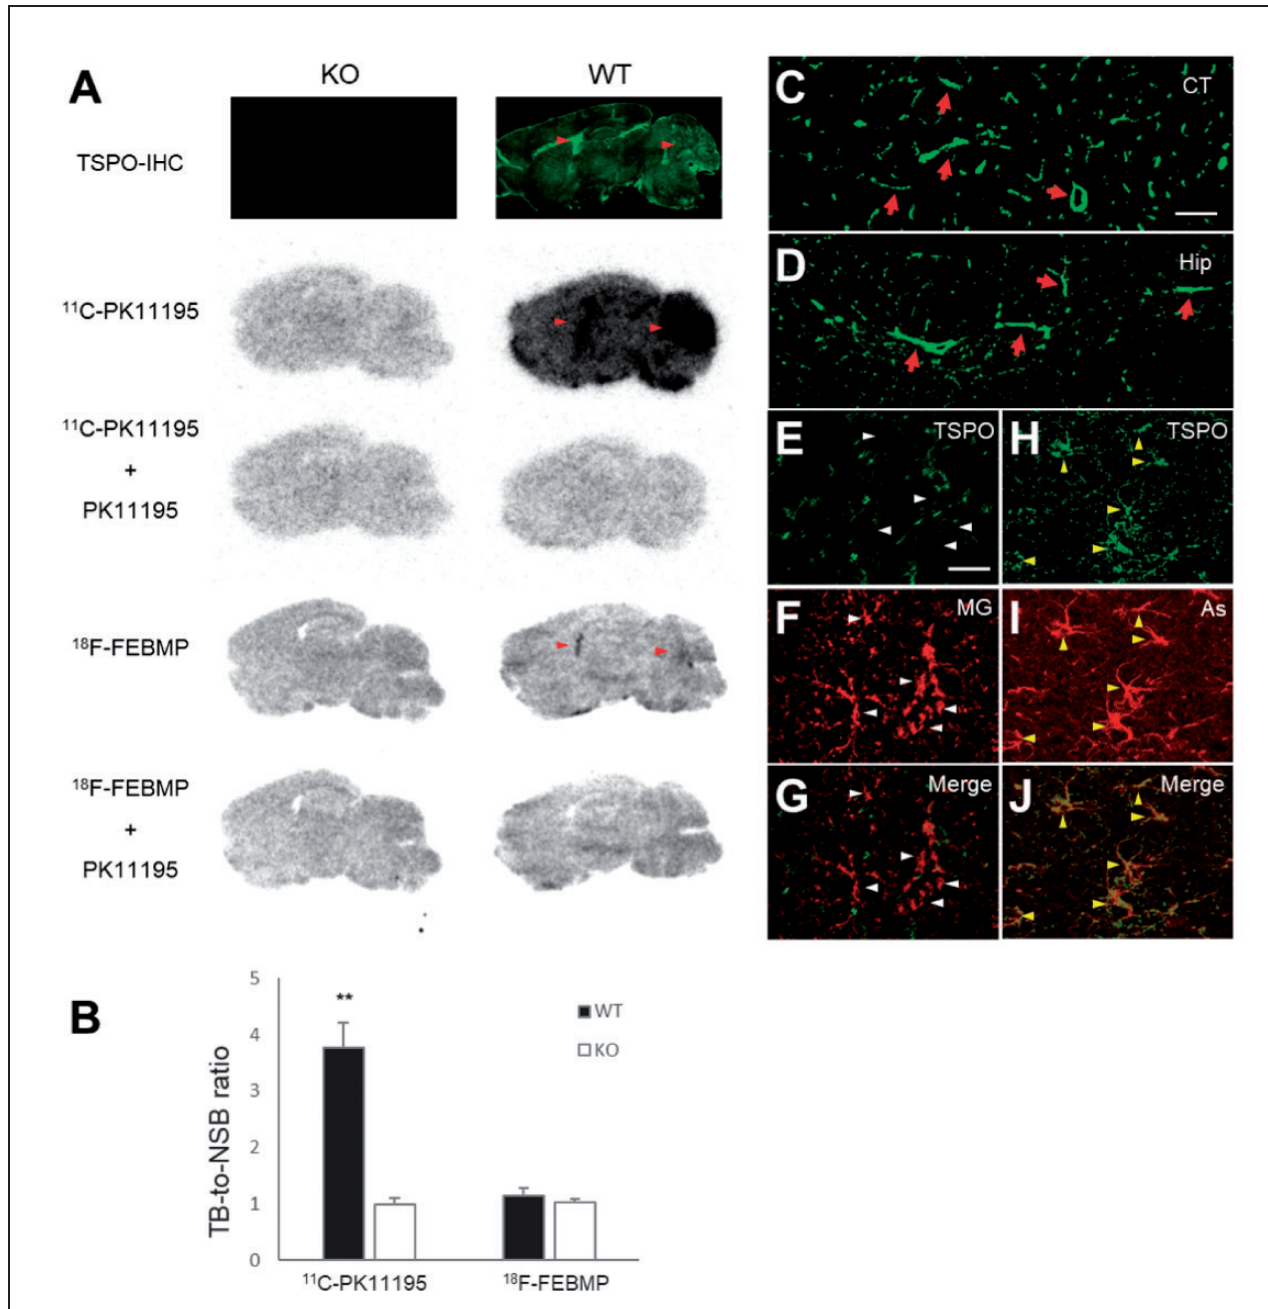 A
KO
WT
TSPO-IHC
¹¹C-PK11195
¹¹C-PK11195
+
PK11195
¹⁸F-FEBMP
¹⁸F-FEBMP
+
PK11195
C
CT
D
Hip
E
TSPO
H
TSPO
F
MG
I
As
G
Merge
J
Merge
B
TB-to-NSB ratio
5
4
3
2
1
0
**
WT
KO
¹¹C-PK11195
¹⁸F-FEBMP